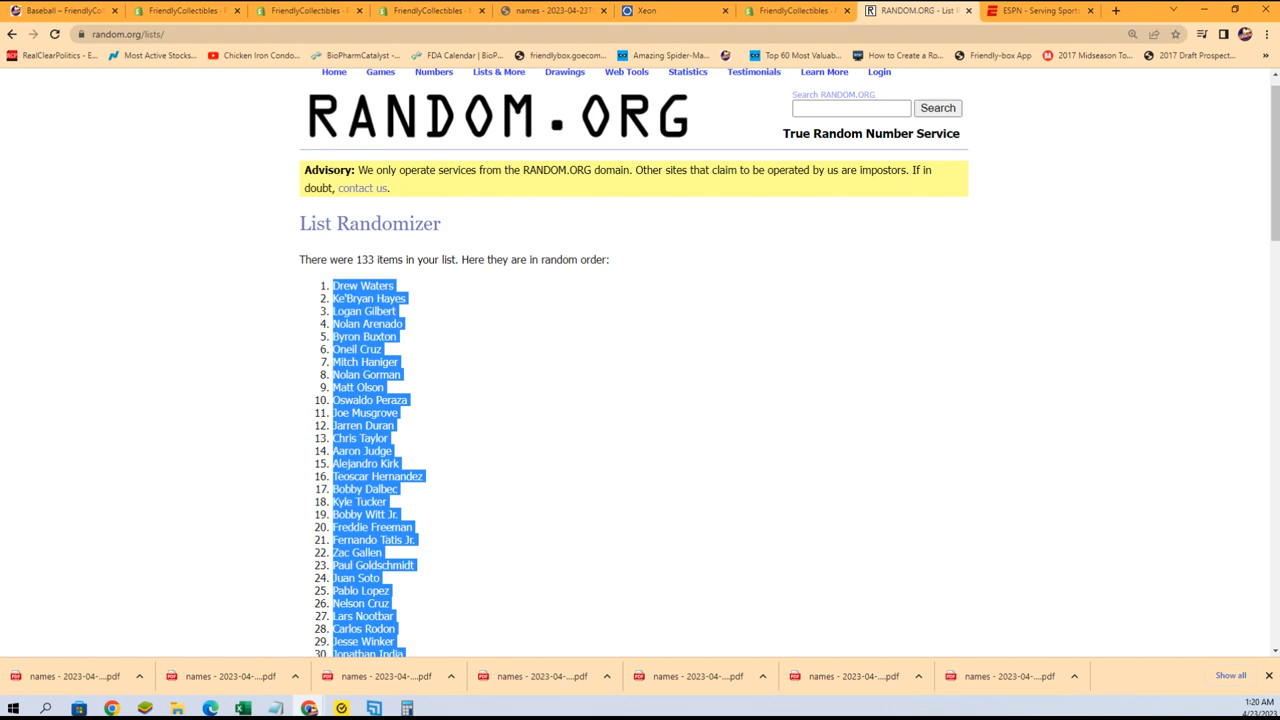 Baseball – FriendlyCo
FriendlyCollectibles -
FriendlyCollectibles -
FriendlyCollectibles -
names - 2023-04-23T
Xeon
FriendlyCollectibles - 
RANDOM.ORG - List
ESPN - Serving Sport
random.org/lists/
RealClearPolitics - E...
Most Active Stocks...
Chicken Iron Condo...
BioPharmCatalyst -...
FDA Calendar | BioP...
friendlybox.goecom...
Amazing Spider-Ma...
Top 60 Most Valuab...
How to Create a Ro...
Friendly-box App
2017 Midseason To...
2017 Draft Prospect...
»
Home Games Numbers Lists & More Drawings Web Tools Statistics Testimonials Learn More Login
Search RANDOM.ORG
RANDOM.ORG
Search
True Random Number Service
Advisory: We only operate services from the RANDOM.ORG domain. Other sites that claim to be operated by us are impostors. If in
doubt, contact us.
List Randomizer
There were 133 items in your list. Here they are in random order:
1. Drew Waters
2. Ke'Bryan Hayes
3. Logan Gilbert
4. Nolan Arenado
5. Byron Buxton
6. Oneil Cruz
7. Mitch Haniger
8. Nolan Gorman
9. Matt Olson
10. Oswaldo Peraza
11. Joe Musgrove
12. Jarren Duran
13. Chris Taylor
14. Aaron Judge
15. Alejandro Kirk
16. Teoscar Hernandez
17. Bobby Dalbec
18. Kyle Tucker
19. Bobby Witt Jr.
20. Freddie Freeman
21. Fernando Tatis Jr.
22. Zac Gallen
23. Paul Goldschmidt
24. Juan Soto
25. Pablo Lopez
26. Nelson Cruz
27. Lars Nootbar
28. Carlos Rodon
29. Jesse Winker
30. Jonathan India
names - 2023-04-....pdf
names - 2023-04-....pdf
names - 2023-04-....pdf
names - 2023-04-....pdf
names - 2023-04-....pdf
names - 2023-04-....pdf
names - 2023-04-....pdf
Show all
1:20 AM
4/23/2023